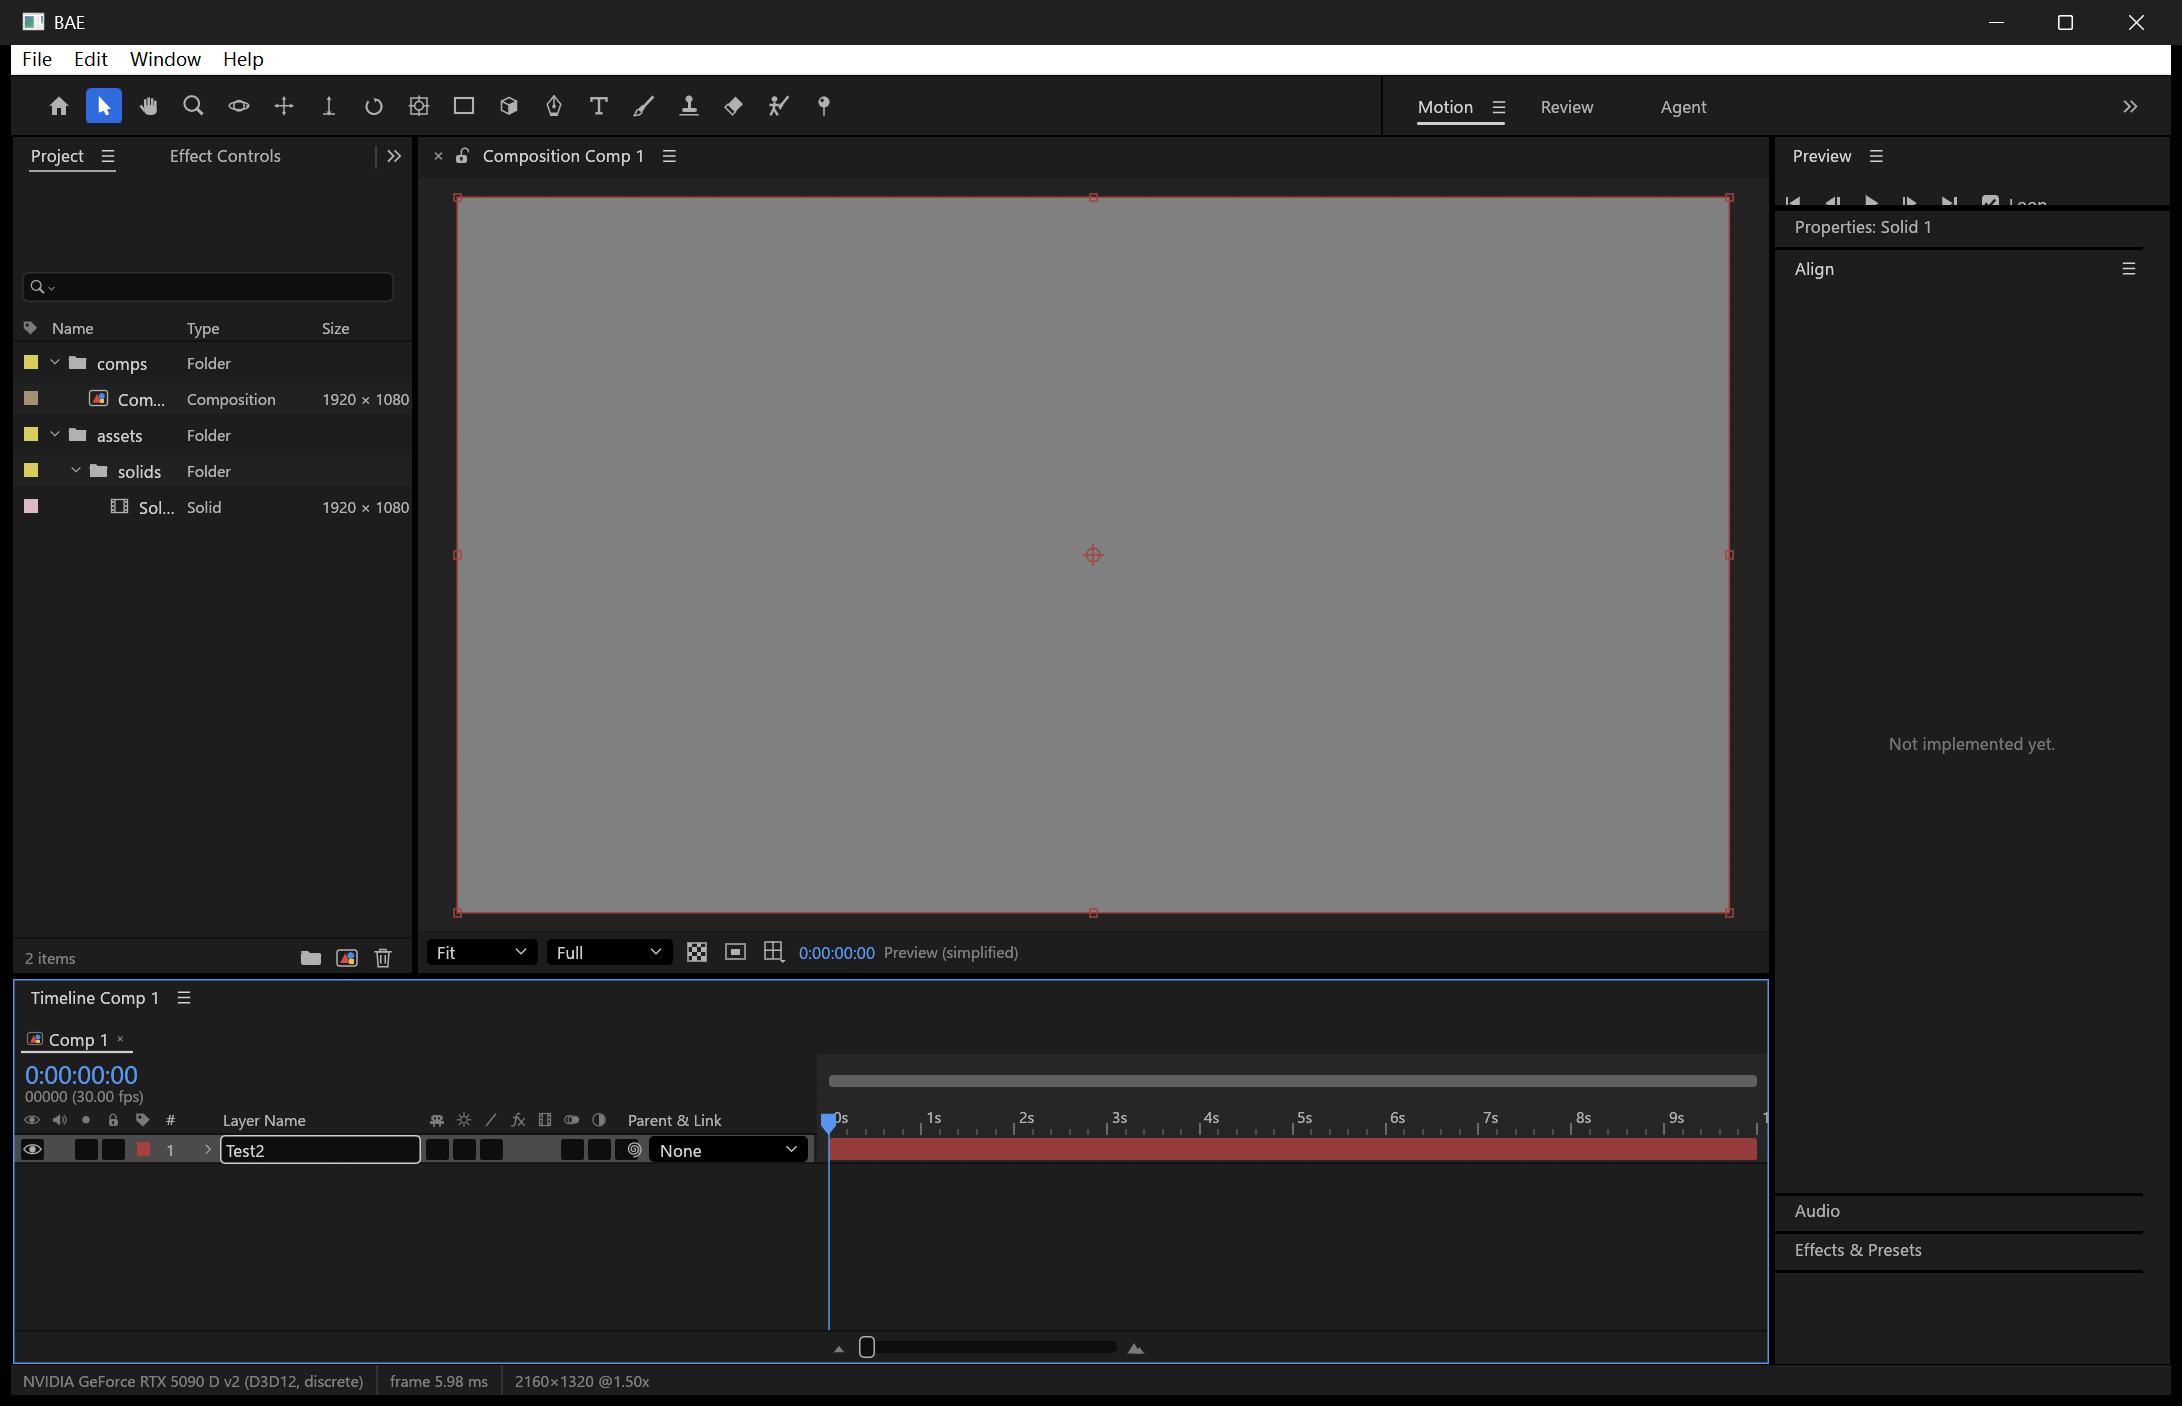 BAE
File Edit Window Help
Motion Review Agent
Project Effect Controls
Composition Comp 1
Preview
Loop
Properties: Solid 1
Align
Name Type Size
comps Folder
Com... Composition 1920 × 1080
assets Folder
solids Folder
Sol... Solid 1920 × 1080
Not implemented yet.
2 items
Fit Full 0:00:00:00 Preview (simplified)
Timeline Comp 1
Comp 1
0:00:00:00
00000 (30.00 fps)
# Layer Name fx Parent & Link
0s 1s 2s 3s 4s 5s 6s 7s 8s 9s 1
1 Test2 None
Audio
Effects & Presets
NVIDIA GeForce RTX 5090 D v2 (D3D12, discrete) frame 5.98 ms 2160×1320 @1.50x